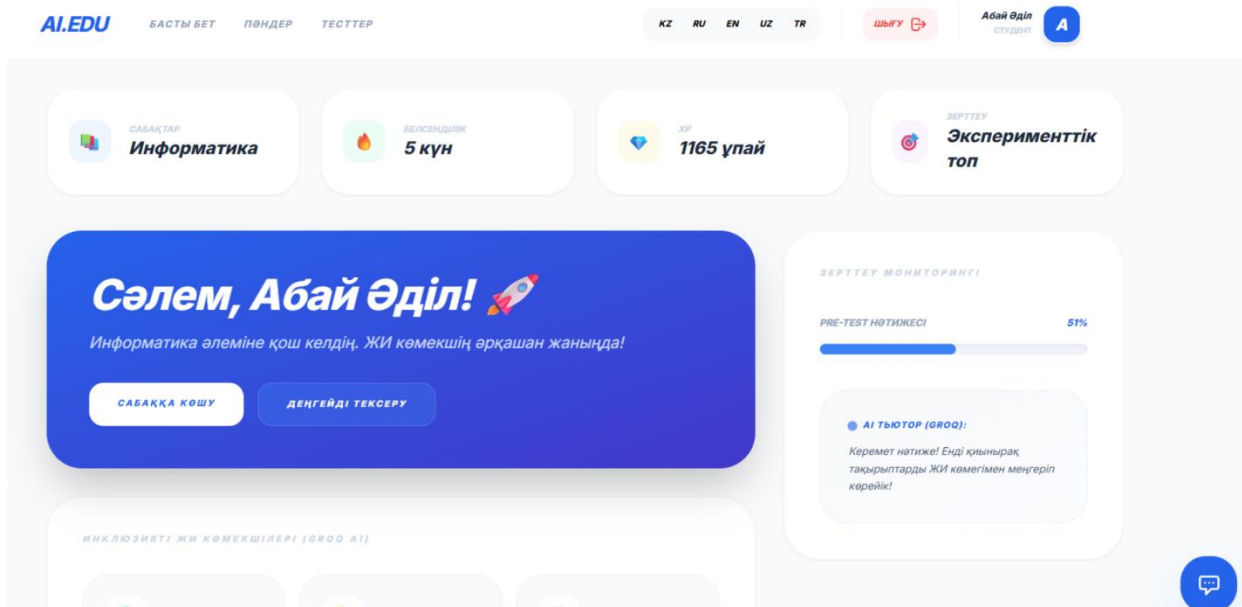 AI.EDU
БАСТЫ БЕТ ПӘНДЕР ТЕСТТЕР
KZ RU EN UZ TR
ШЫҒУ
Абай Әділ
СТУДЕНТ
A
САБАҚТАР
Информатика
БЕЛСЕНДІЛІК
5 күн
XP
1165 ұпай
ЗЕРТТЕУ
Эксперименттік
топ
Сәлем, Абай Әділ! 🚀
Информатика әлеміне қош келдің. ЖИ көмекшің әрқашан жаныңда!
САБАҚҚА КӨШУ
ДЕҢГЕЙДІ ТЕКСЕРУ
ЗЕРТТЕУ МОНИТОРИНГІ
PRE-TEST НӘТИЖЕСІ 51%
AI ТЬЮТОР (GROQ):
Керемет нәтиже! Енді қиынырақ
тақырыптарды ЖИ көмегімен меңгеріп
көрейік!
ИНКЛЮЗИВТІ ЖИ КӨМЕКШІЛЕРІ (GROQ AI)